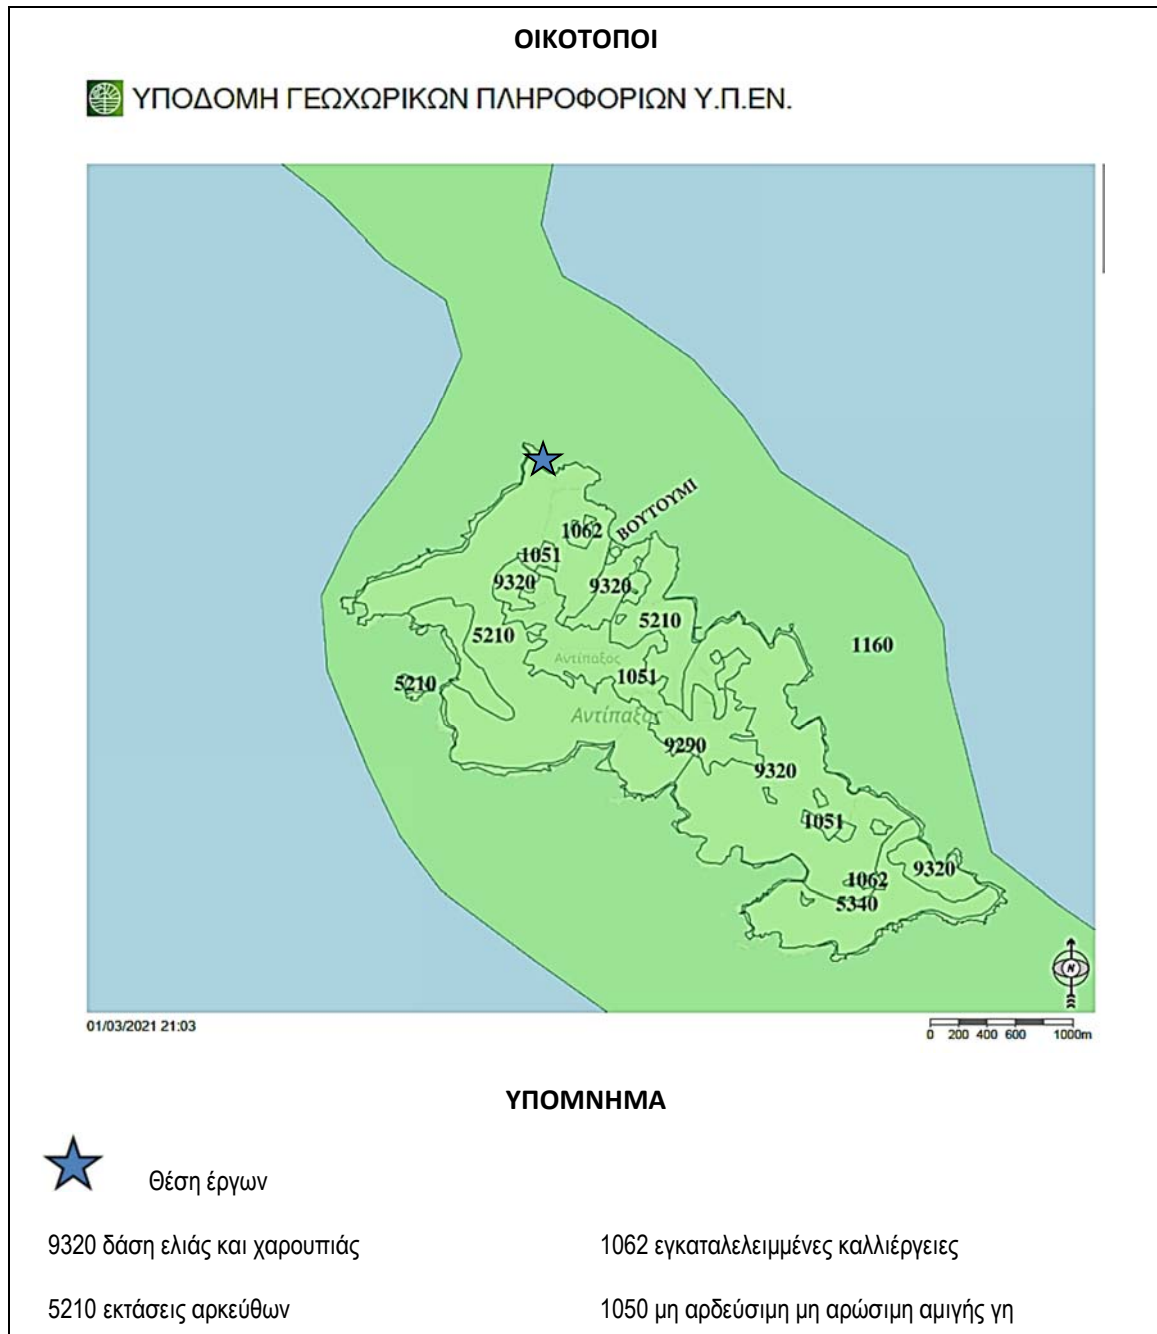 ΟΙΚΟΤΟΠΟΙ
ΥΠΟΔΟΜΗ ΓΕΩΧΩΡΙΚΩΝ ΠΛΗΡΟΦΟΡΙΩΝ Υ.Π.ΕΝ.
ΒΟΥΤΟΥΜΙ
1062
1051
9320
9320
5210
5210
1160
Αντίπαξος
1051
5210
Αντίπαξος
9290
9320
1051
9320
1062
5340
N
01/03/2021 21:03
0 200 400 600 1000m
ΥΠΟΜΝΗΜΑ
Θέση έργων
9320 δάση ελιάς και χαρουπιάς
1062 εγκαταλελειμμένες καλλιέργειες
5210 εκτάσεις αρκεύθων
1050 μη αρδεύσιμη μη αρώσιμη αμιγής γη